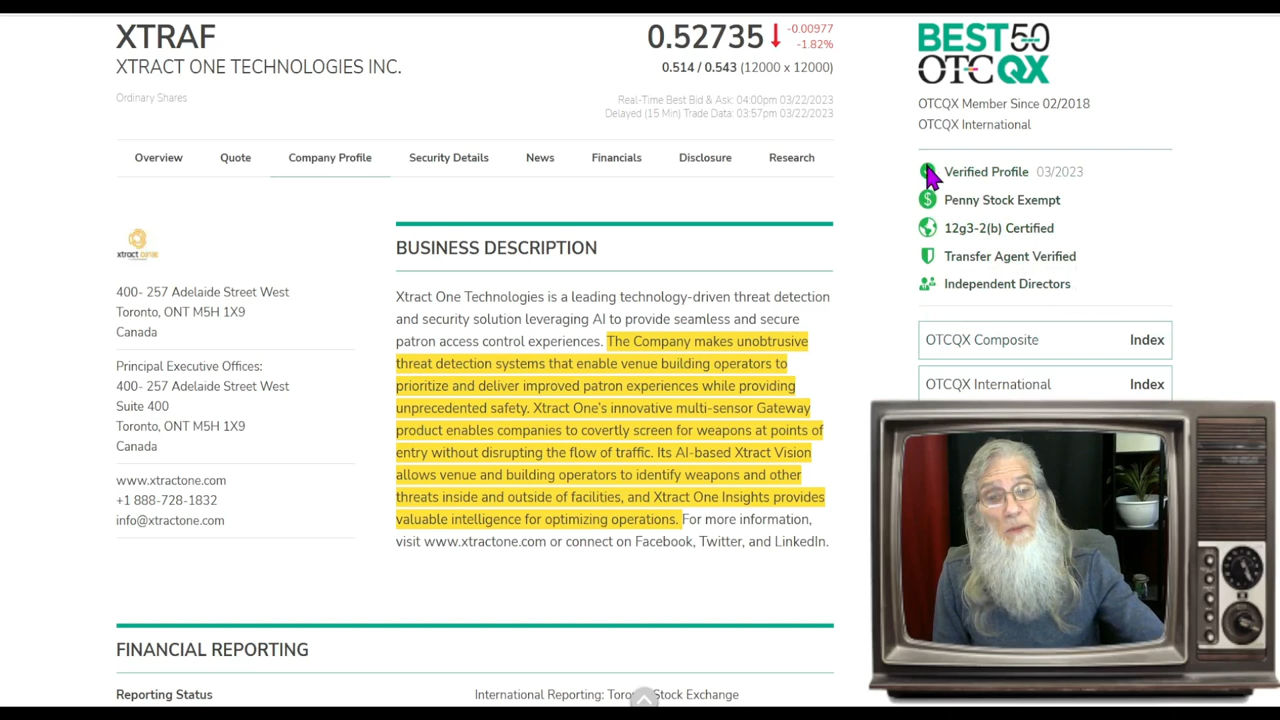 XTRAF
XTRACT ONE TECHNOLOGIES INC.
Ordinary Shares
0.52735
-0.00977
-1.82%
0.514 / 0.543 (12000 x 12000)
Real-Time Best Bid & Ask: 04:00pm 03/22/2023
Delayed (15 Min) Trade Data: 03:57pm 03/22/2023
BEST 50
OTCQX
OTCQX Member Since 02/2018
OTCQX International
Overview Quote Company Profile Security Details News Financials Disclosure Research
Verified Profile 03/2023
Penny Stock Exempt
12g3-2(b) Certified
Transfer Agent Verified
Independent Directors
OTCQX Composite Index
OTCQX International Index
xtract one
400- 257 Adelaide Street West
Toronto, ONT M5H 1X9
Canada
Principal Executive Offices:
400- 257 Adelaide Street West
Suite 400
Toronto, ONT M5H 1X9
Canada
www.xtractone.com
+1 888-728-1832
info@xtractone.com
BUSINESS DESCRIPTION
Xtract One Technologies is a leading technology-driven threat detection
and security solution leveraging AI to provide seamless and secure
patron access control experiences. The Company makes unobtrusive
threat detection systems that enable venue building operators to
prioritize and deliver improved patron experiences while providing
unprecedented safety. Xtract One's innovative multi-sensor Gateway
product enables companies to covertly screen for weapons at points of
entry without disrupting the flow of traffic. Its AI-based Xtract Vision
allows venue and building operators to identify weapons and other
threats inside and outside of facilities, and Xtract One Insights provides
valuable intelligence for optimizing operations. For more information,
visit www.xtractone.com or connect on Facebook, Twitter, and LinkedIn.
FINANCIAL REPORTING
Reporting Status International Reporting: Toro Stock Exchange